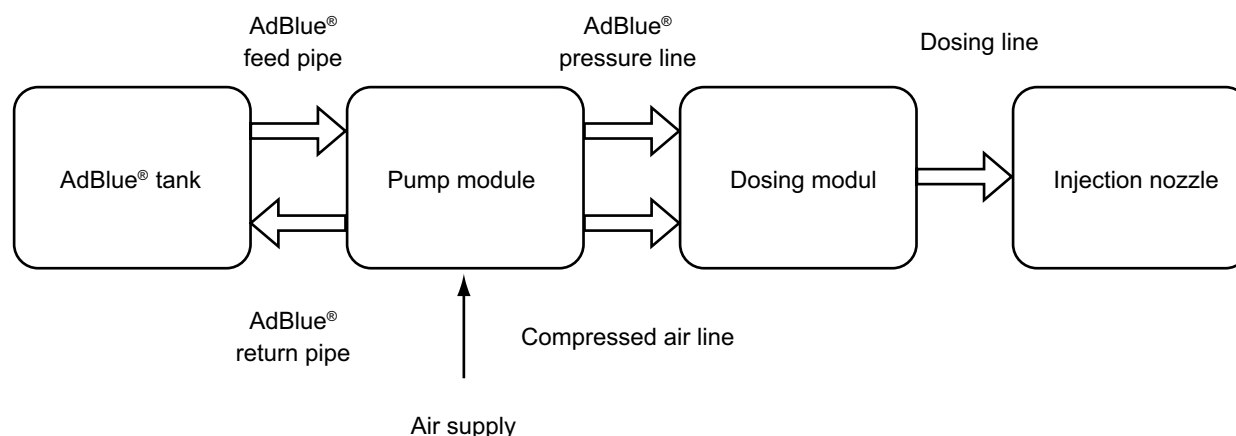 AdBlue®
feed pipe
AdBlue®
pressure line
Dosing line
AdBlue® tank
Pump module
Dosing modul
Injection nozzle
AdBlue®
return pipe
Compressed air line
Air supply